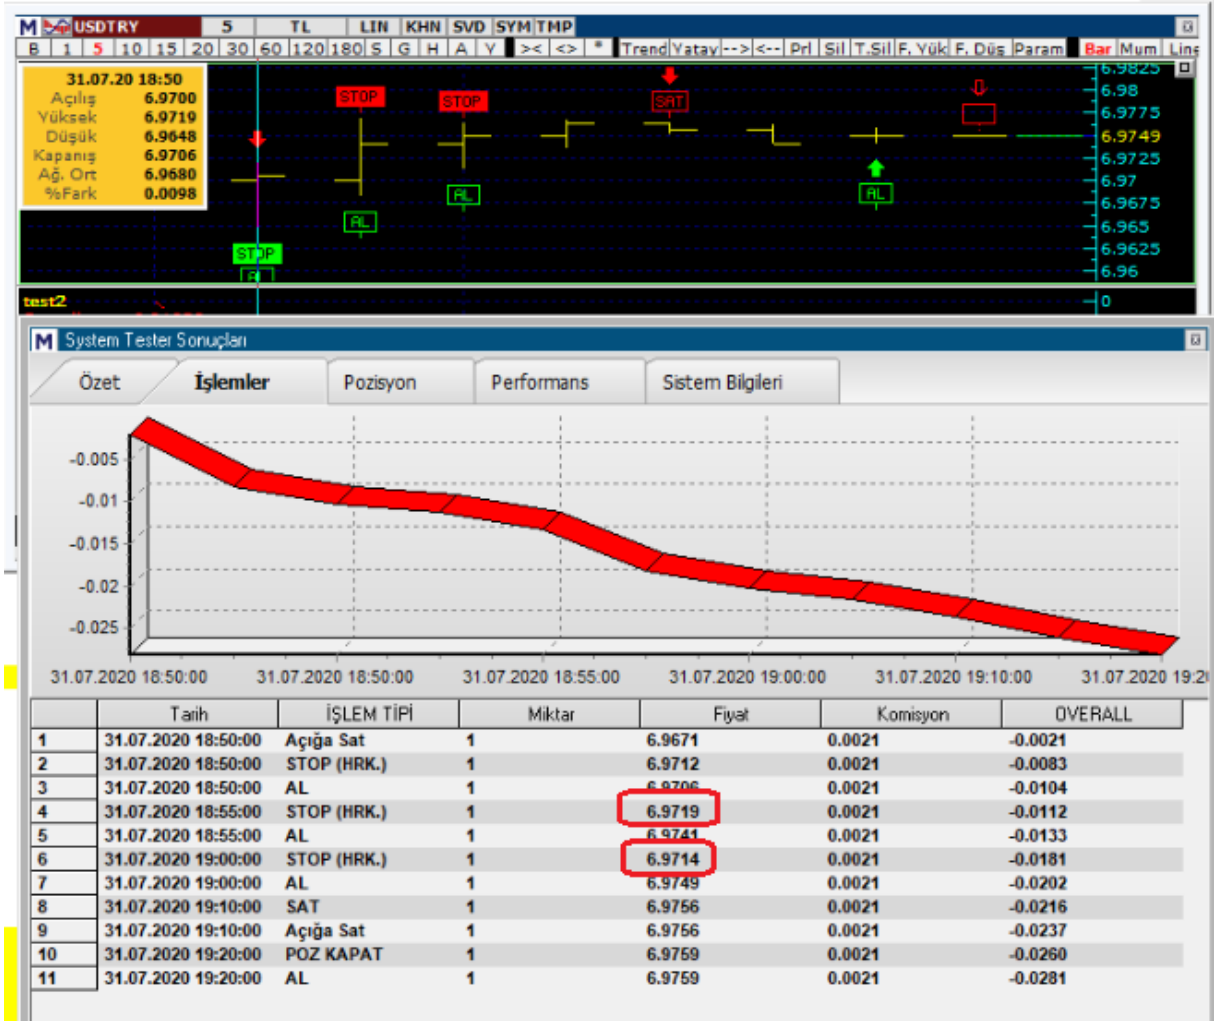 M USDTRY 5 TL LIN KHN SVD SYM TMP
B 1 5 10 15 20 30 60 120 180 S G H A Y >< <> * Trend Yatay --> <-- Prl Sil T.Sil F. Yük F. Düş Param Bar Mum Line
31.07.20 18:50
Açılış 6.9700
Yüksek 6.9719
Düşük 6.9648
Kapanış 6.9706
Ağ. Ort 6.9680
%Fark 0.0098
STOP
STOP
SAT
AL
AL
AL
STOP
AL
6.9825
6.98
6.9775
6.9749
6.9725
6.97
6.9675
6.965
6.9625
6.96
test2
0
M System Tester Sonuçları
Özet İşlemler Pozisyon Performans Sistem Bilgileri
-0.005
-0.01
-0.015
-0.02
-0.025
31.07.2020 18:50:00 31.07.2020 18:50:00 31.07.2020 18:55:00 31.07.2020 19:00:00 31.07.2020 19:10:00 31.07.2020 19:20
Tarih İŞLEM TİPİ Miktar Fiyat Komisyon OVERALL
1 31.07.2020 18:50:00 Açığa Sat 1 6.9671 0.0021 -0.0021
2 31.07.2020 18:50:00 STOP (HRK.) 1 6.9712 0.0021 -0.0083
3 31.07.2020 18:50:00 AL 1 6.9706 0.0021 -0.0104
4 31.07.2020 18:55:00 STOP (HRK.) 1 6.9719 0.0021 -0.0112
5 31.07.2020 18:55:00 AL 1 6.9741 0.0021 -0.0133
6 31.07.2020 19:00:00 STOP (HRK.) 1 6.9714 0.0021 -0.0181
7 31.07.2020 19:00:00 AL 1 6.9749 0.0021 -0.0202
8 31.07.2020 19:10:00 SAT 1 6.9756 0.0021 -0.0216
9 31.07.2020 19:10:00 Açığa Sat 1 6.9756 0.0021 -0.0237
10 31.07.2020 19:20:00 POZ KAPAT 1 6.9759 0.0021 -0.0260
11 31.07.2020 19:20:00 AL 1 6.9759 0.0021 -0.0281